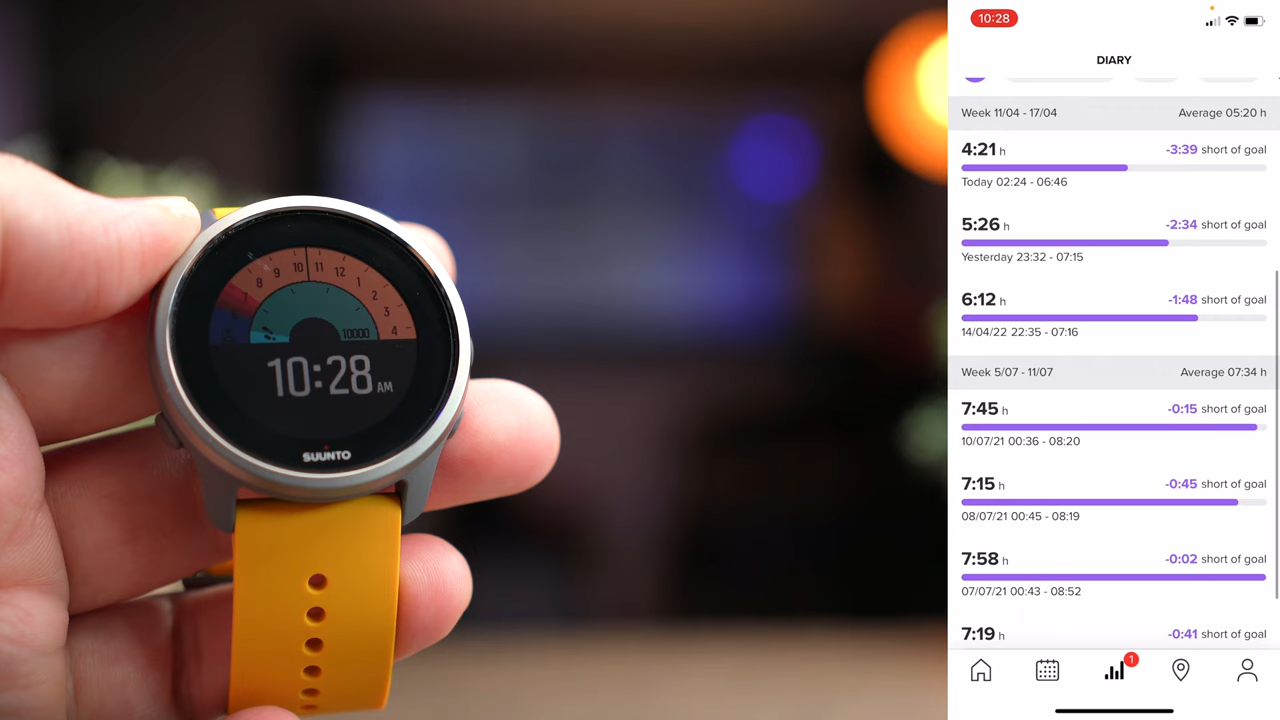 8 9 10 11 12 1 2 3 4
10000
10:28 AM
SUUNTO
10:28
DIARY
Week 11/04 - 17/04 Average 05:20 h
4:21 h -3:39 short of goal
Today 02:24 - 06:46
5:26 h -2:34 short of goal
Yesterday 23:32 - 07:15
6:12 h -1:48 short of goal
14/04/22 22:35 - 07:16
Week 5/07 - 11/07 Average 07:34 h
7:45 h -0:15 short of goal
10/07/21 00:36 - 08:20
7:15 h -0:45 short of goal
08/07/21 00:45 - 08:19
7:58 h -0:02 short of goal
07/07/21 00:43 - 08:52
7:19 h -0:41 short of goal
1